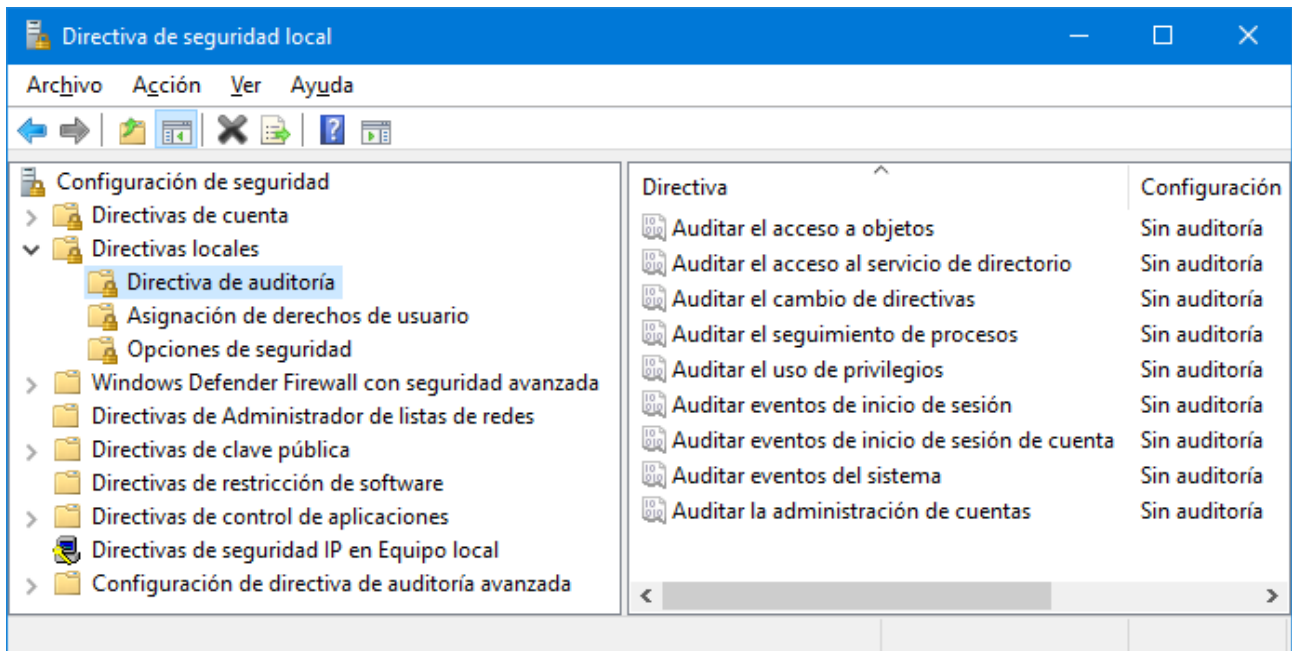 Directiva de seguridad local
Archivo Acción Ver Ayuda
Configuración de seguridad
Directivas de cuenta
Directivas locales
Directiva de auditoría
Asignación de derechos de usuario
Opciones de seguridad
Windows Defender Firewall con seguridad avanzada
Directivas de Administrador de listas de redes
Directivas de clave pública
Directivas de restricción de software
Directivas de control de aplicaciones
Directivas de seguridad IP en Equipo local
Configuración de directiva de auditoría avanzada
Directiva Configuración
Auditar el acceso a objetos Sin auditoría
Auditar el acceso al servicio de directorio Sin auditoría
Auditar el cambio de directivas Sin auditoría
Auditar el seguimiento de procesos Sin auditoría
Auditar el uso de privilegios Sin auditoría
Auditar eventos de inicio de sesión Sin auditoría
Auditar eventos de inicio de sesión de cuenta Sin auditoría
Auditar eventos del sistema Sin auditoría
Auditar la administración de cuentas Sin auditoría